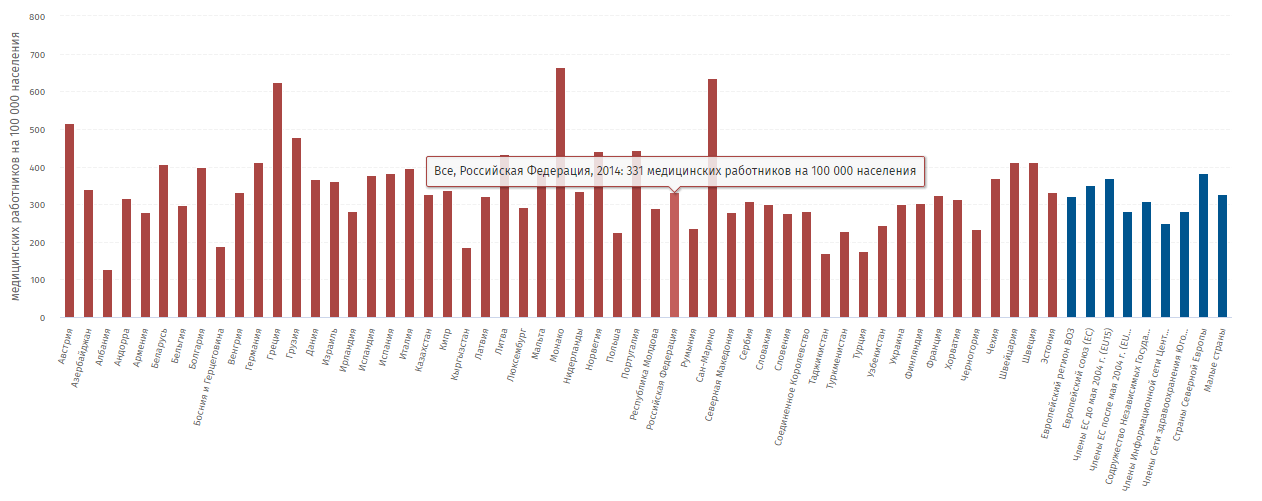 медицинских работников на 100 000 населения
800
700
600
500
400
300
200
100
0
Все, Российская Федерация, 2014: 331 медицинских работников на 100 000 населения
Австрия
Азербайджан
Албания
Андорра
Армения
Беларусь
Бельгия
Болгария
Босния и Герцеговина
Венгрия
Германия
Греция
Грузия
Дания
Израиль
Ирландия
Исландия
Испания
Италия
Казахстан
Кипр
Кыргызстан
Латвия
Литва
Люксембург
Мальта
Монако
Нидерланды
Норвегия
Польша
Португалия
Республика Молдова
Российская Федерация
Румыния
Сан-Марино
Северная Македония
Сербия
Словакия
Словения
Соединенное Королевство
Таджикистан
Туркменистан
Турция
Узбекистан
Украина
Финляндия
Франция
Хорватия
Черногория
Чехия
Швейцария
Швеция
Эстония
Европейский регион ВОЗ
Европейский союз (ЕС)
Члены ЕС до мая 2004 г. (EU15)
Члены ЕС после мая 2004 г. (EU...
Содружество Независимых Госуда...
Члены Информационной сети Цент...
Члены Сети здравоохранения Юго...
Страны Северной Европы
Малые страны